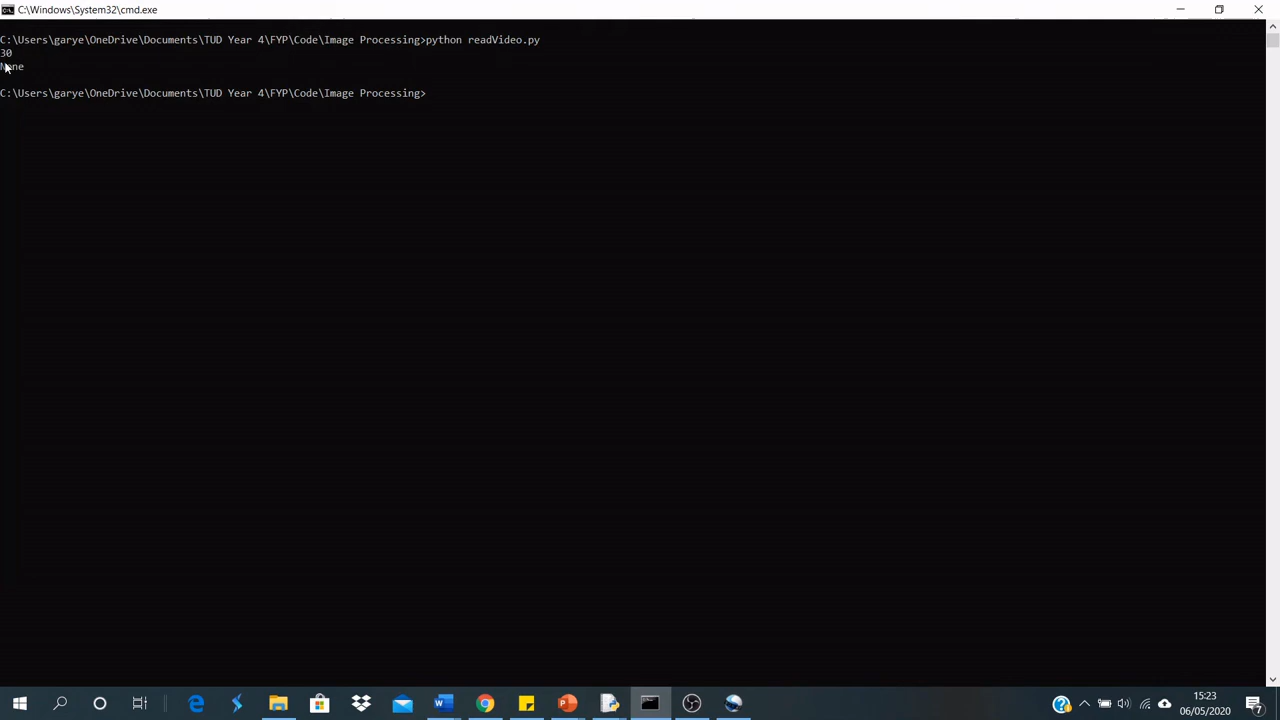 C:\Windows\System32\cmd.exe
C:\Users\garye\OneDrive\Documents\TUD Year 4\FYP\Code\Image Processing>python readVideo.py
30
None
C:\Users\garye\OneDrive\Documents\TUD Year 4\FYP\Code\Image Processing>
15:23
06/05/2020
7